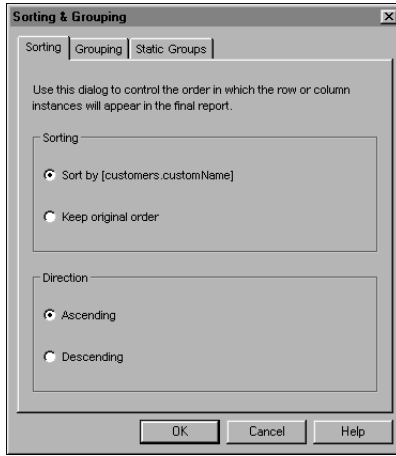 Sorting & Grouping
Sorting Grouping Static Groups
Use this dialog to control the order in which the row or column
instances will appear in the final report.
Sorting
Sort by [customers.customName]
Keep original order
Direction
Ascending
Descending
OK Cancel Help